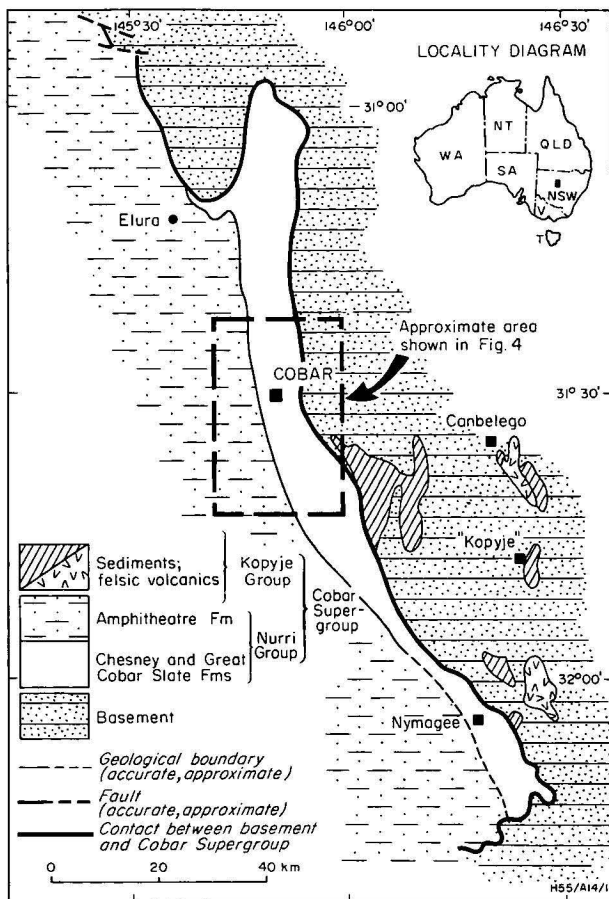 145°30'
146°00'
146°30'
LOCALITY DIAGRAM
WA
NT
QLD
SA
NSW
V
T
31°00'
Elura
Approximate area
shown in Fig. 4
COBAR
31°30'
Canbelego
"Kopyje"
Sediments;
felsic volcanics
Kopyje
Group
Amphitheatre Fm
Nurri
Group
Cobar
Super-
group
Chesney and Great
Cobar Slate Fms
Basement
32°00'
Nymagee
Geological boundary
(accurate, approximate)
Fault
(accurate, approximate)
Contact between basement
and Cobar Supergroup
0 20 40 km
H55/A14/1